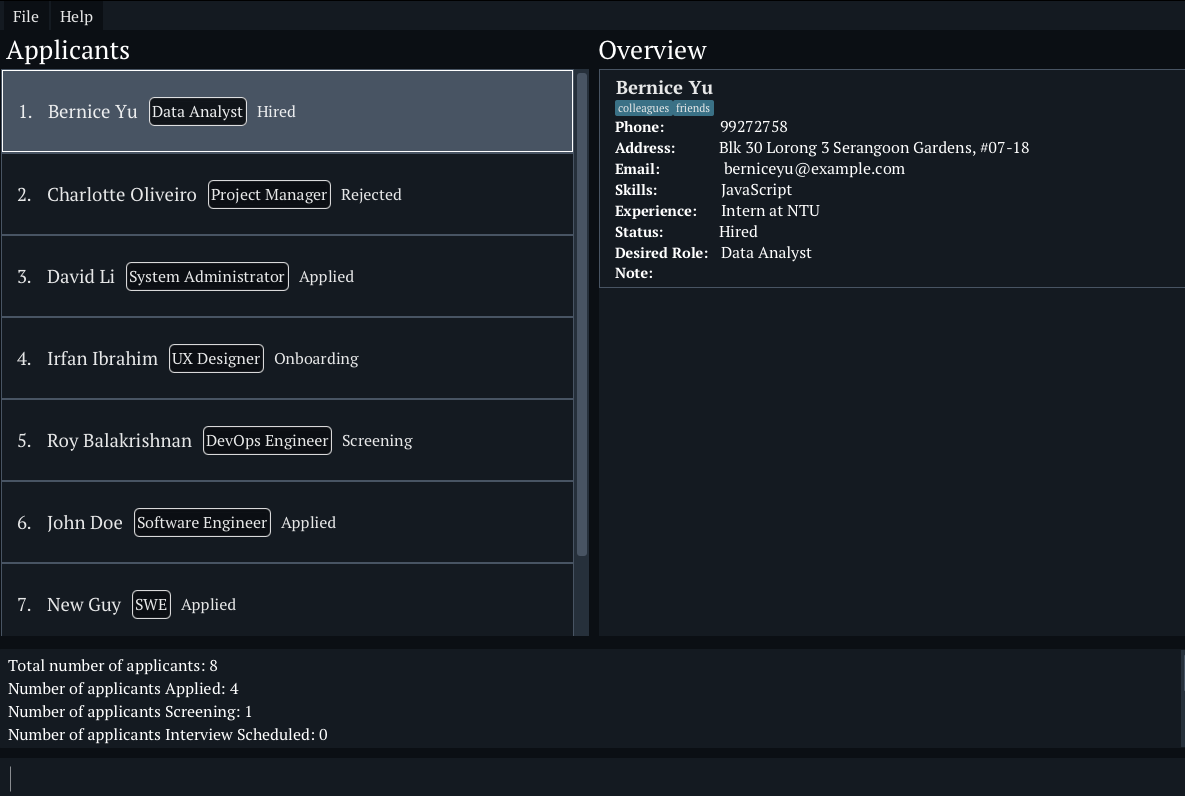 File Help
Applicants
1. Bernice Yu Data Analyst Hired
2. Charlotte Oliveiro Project Manager Rejected
3. David Li System Administrator Applied
4. Irfan Ibrahim UX Designer Onboarding
5. Roy Balakrishnan DevOps Engineer Screening
6. John Doe Software Engineer Applied
7. New Guy SWE Applied
Overview
Bernice Yu
colleagues friends
Phone: 99272758
Address: Blk 30 Lorong 3 Serangoon Gardens, #07-18
Email: berniceyu@example.com
Skills: JavaScript
Experience: Intern at NTU
Status: Hired
Desired Role: Data Analyst
Note:
Total number of applicants: 8
Number of applicants Applied: 4
Number of applicants Screening: 1
Number of applicants Interview Scheduled: 0